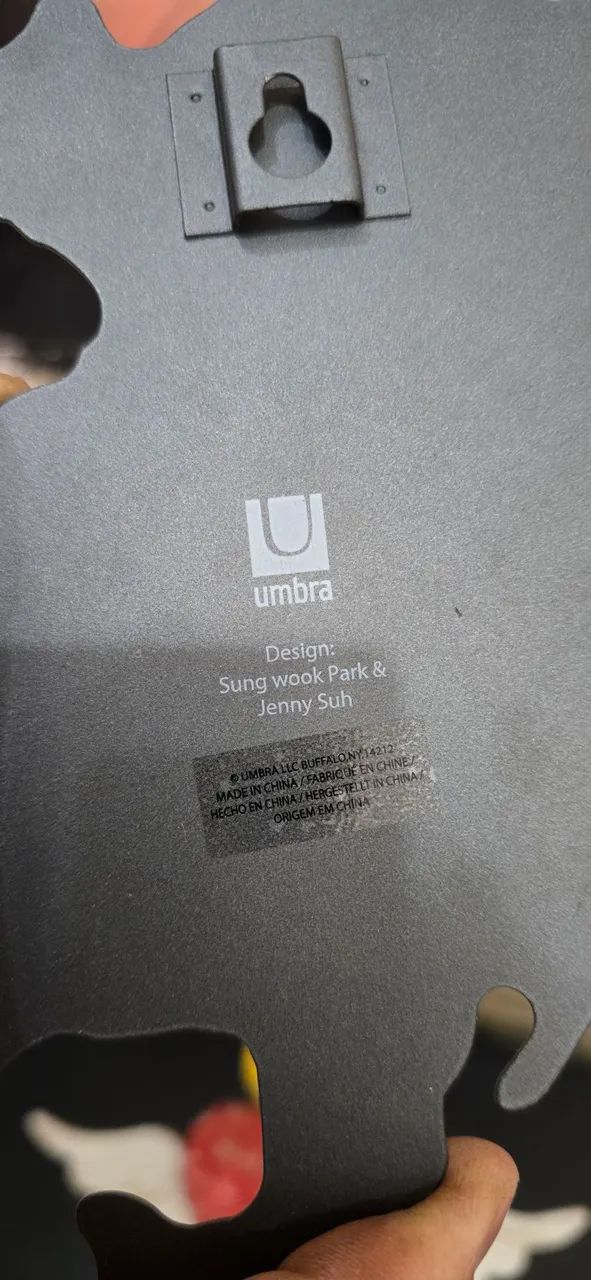 umbra
Design:
Sung wook Park &
Jenny Suh
© UMBRA LLC BUFFALO,NY,14212
MADE IN CHINA / FABRIQUÉ EN CHINE /
HECHO EN CHINA / HERGESTELLT IN CHINA /
ORIGEM EM CHINA